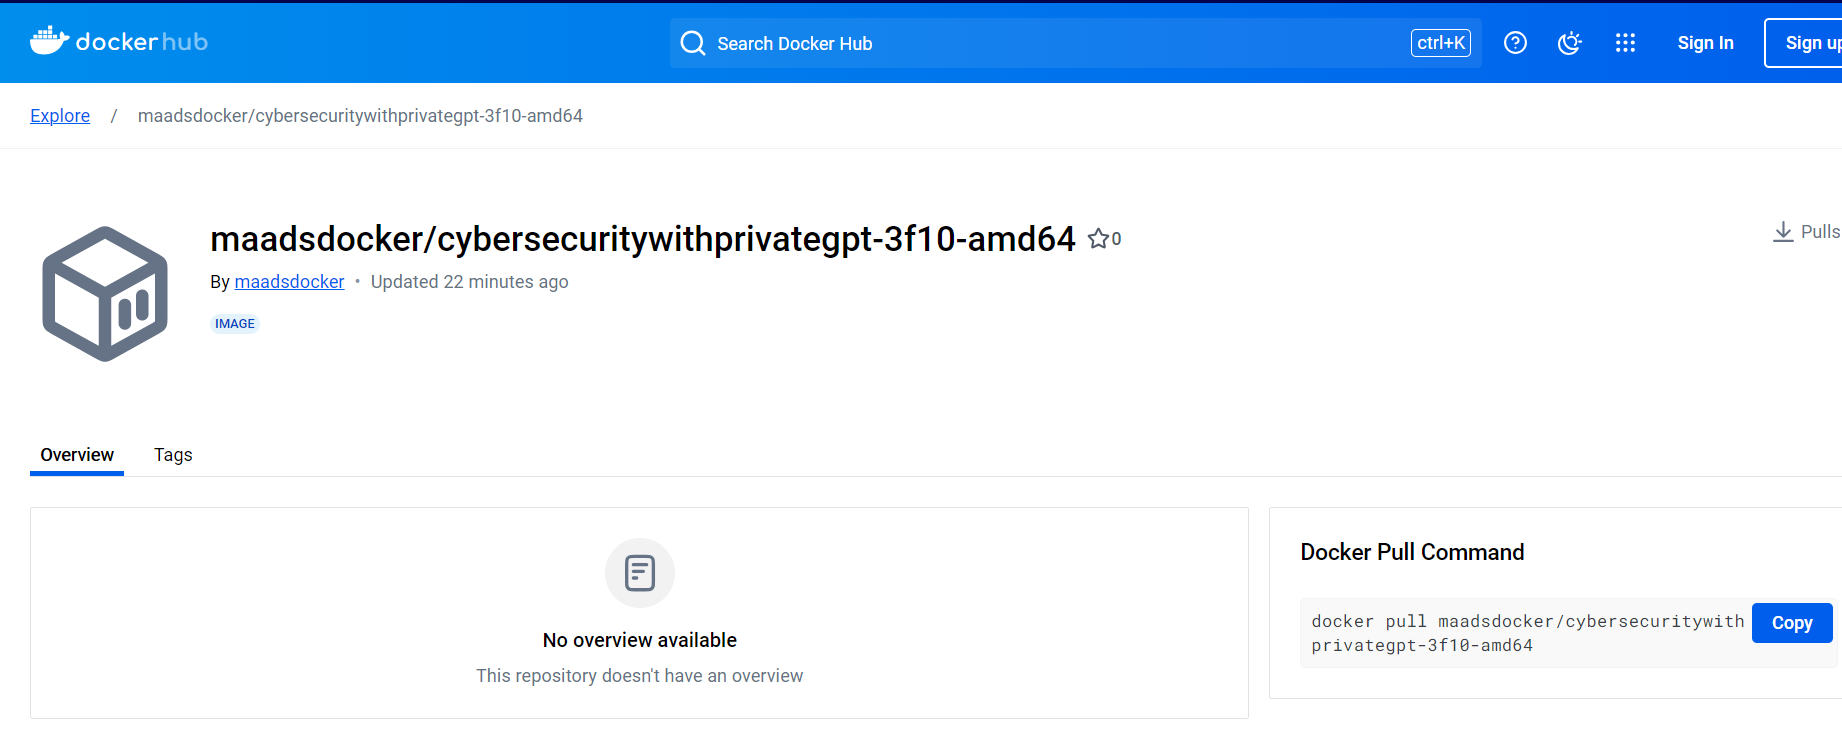 docker hub
Search Docker Hub
ctrl+K
Sign In
Sign up
Explore / maadsdocker/cybersecuritywithprivategpt-3f10-amd64
maadsdocker/cybersecuritywithprivategpt-3f10-amd64 0
Pulls
By maadsdocker • Updated 22 minutes ago
IMAGE
Overview Tags
No overview available
This repository doesn't have an overview
Docker Pull Command
docker pull maadsdocker/cybersecuritywith
privategpt-3f10-amd64
Copy